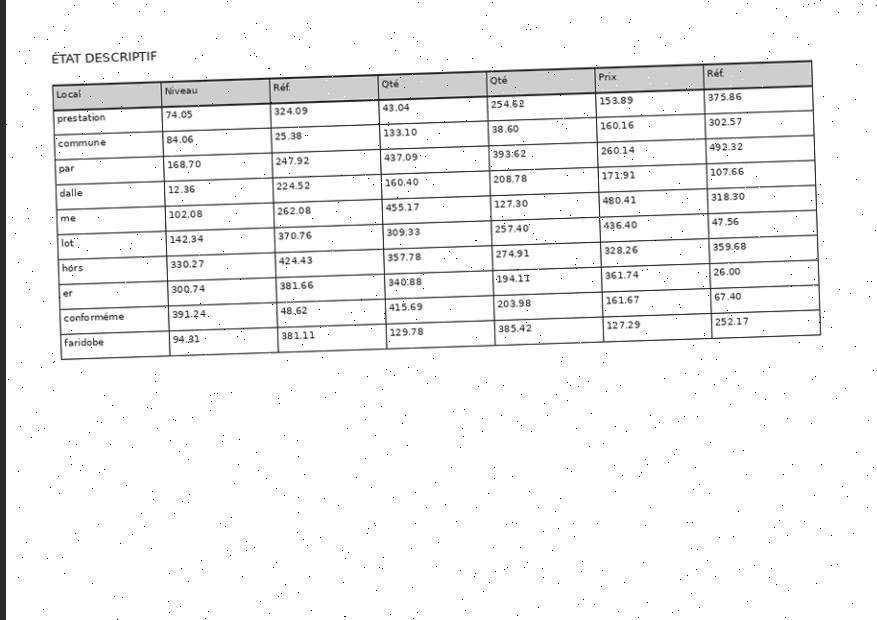 ÉTAT DESCRIPTIF
Local Niveau Réf. Qté Qté Prix Réf.
prestation 74.05 324.09 43.04 254.62 153.89 375.86
commune 84.06 25.38 133.10 38.60 160.16 302.57
par 168.70 247.92 437.09 393.62 260.14 492.32
dalle 12.36 224.52 160.40 208.78 171.91 107.66
me 102.08 262.08 455.17 127.30 480.41 318.30
lot 142.34 370.76 309.33 257.40 436.40 47.56
hors 330.27 424.43 357.78 274.91 328.26 359.68
er 300.74 381.66 340.88 194.11 361.74 26.00
conforméme 391.24 48.62 415.69 203.98 161.67 67.40
faridobe 94.31 381.11 129.78 385.42 127.29 252.17